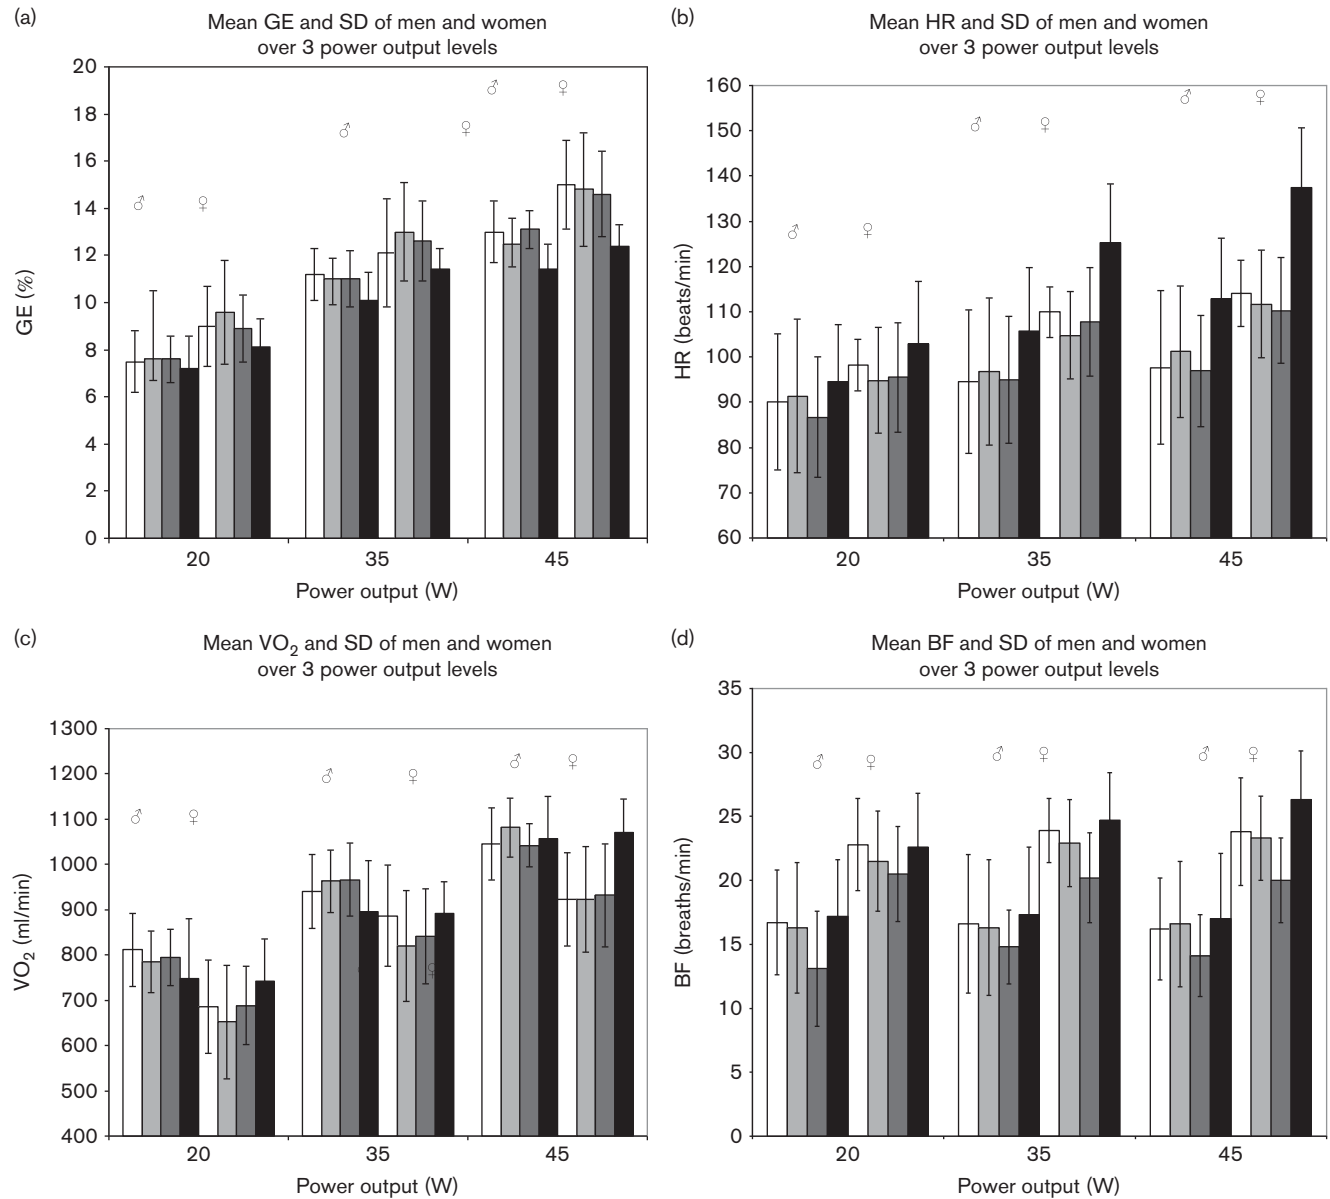 (a)
Mean GE and SD of men and women
over 3 power output levels
GE (%)
20
18
16
14
12
10
8
6
4
2
0
♂ ♀ ♂ ♀ ♂ ♀
20 35 45
Power output (W)
(b)
Mean HR and SD of men and women
over 3 power output levels
HR (beats/min)
160
150
140
130
120
110
100
90
80
70
60
♂ ♀ ♂ ♀ ♂ ♀
20 35 45
Power output (W)
(c)
Mean VO₂ and SD of men and women
over 3 power output levels
VO₂ (ml/min)
1300
1200
1100
1000
900
800
700
600
500
400
♂ ♀ ♂ ♀ ♂ ♀
♀
20 35 45
Power output (W)
(d)
Mean BF and SD of men and women
over 3 power output levels
BF (breaths/min)
35
30
25
20
15
10
5
0
♂ ♀ ♂ ♀ ♂ ♀
20 35 45
Power output (W)